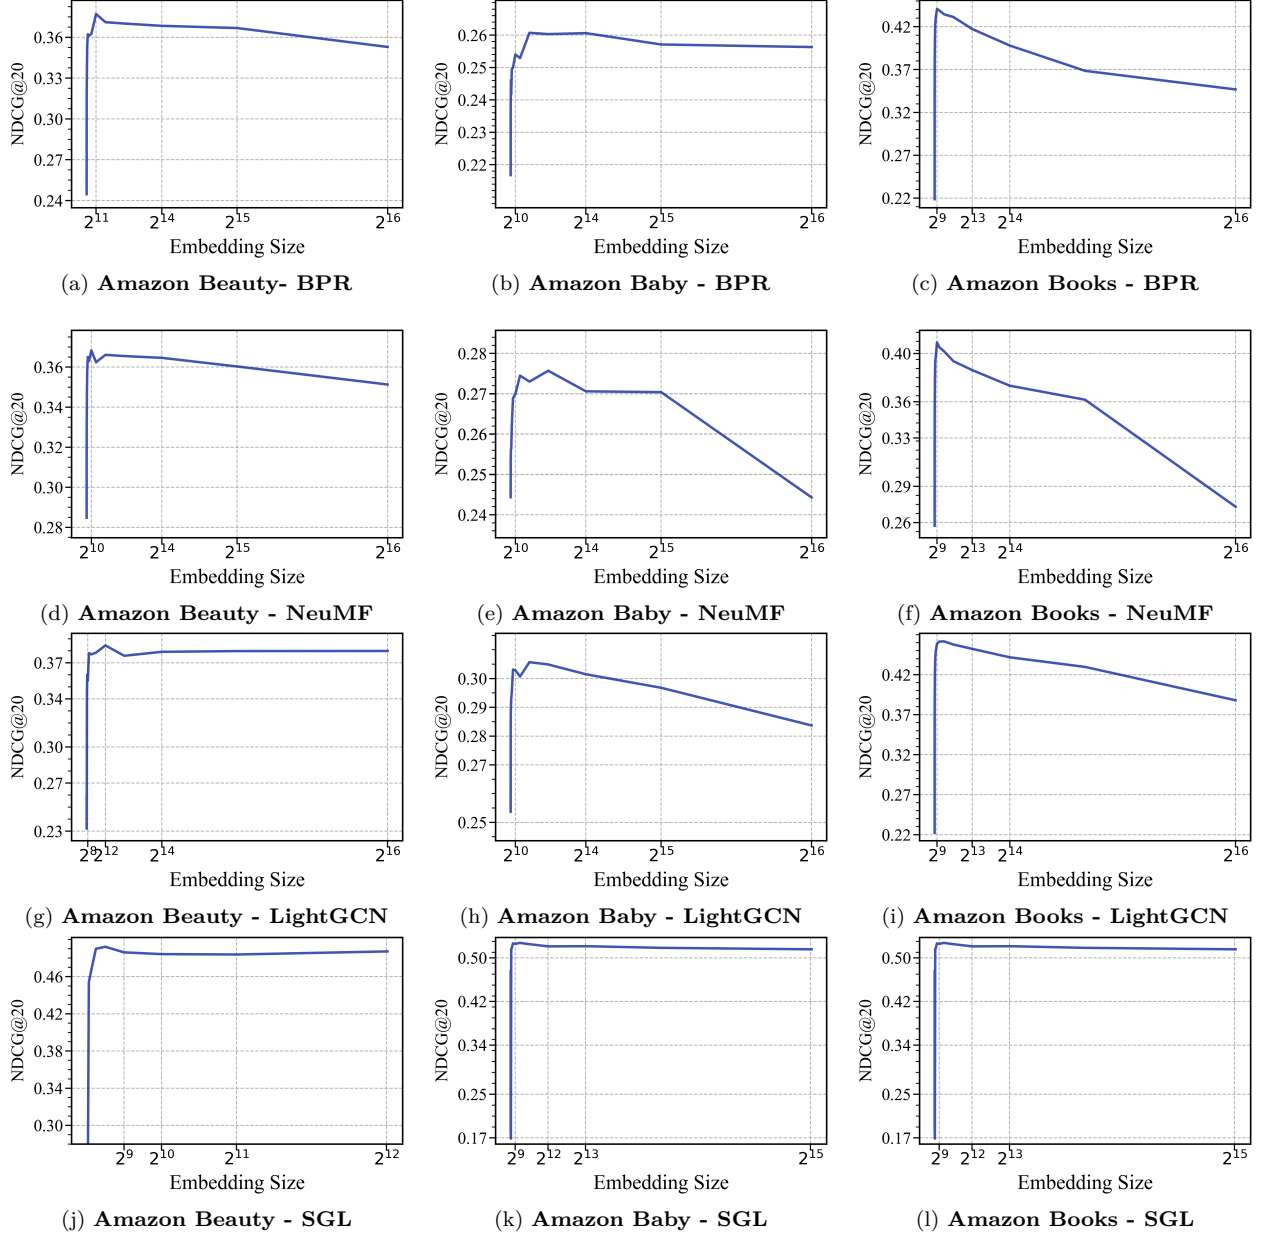 NDCG@20
0.36
0.33
0.30
0.27
0.24
2^11 2^14 2^15 2^16
Embedding Size
(a) Amazon Beauty- BPR
NDCG@20
0.26
0.25
0.24
0.23
0.22
2^10 2^14 2^15 2^16
Embedding Size
(b) Amazon Baby - BPR
NDCG@20
0.42
0.37
0.32
0.27
0.22
2^9 2^13 2^14 2^16
Embedding Size
(c) Amazon Books - BPR
NDCG@20
0.36
0.34
0.32
0.30
0.28
2^10 2^14 2^15 2^16
Embedding Size
(d) Amazon Beauty - NeuMF
NDCG@20
0.28
0.27
0.26
0.25
0.24
2^10 2^14 2^15 2^16
Embedding Size
(e) Amazon Baby - NeuMF
NDCG@20
0.40
0.36
0.33
0.29
0.26
2^9 2^13 2^14 2^16
Embedding Size
(f) Amazon Books - NeuMF
NDCG@20
0.37
0.34
0.30
0.27
0.23
2^8 2^12 2^14 2^16
Embedding Size
(g) Amazon Beauty - LightGCN
NDCG@20
0.30
0.29
0.28
0.27
0.25
2^10 2^14 2^15 2^16
Embedding Size
(h) Amazon Baby - LightGCN
NDCG@20
0.42
0.37
0.32
0.27
0.22
2^9 2^13 2^14 2^16
Embedding Size
(i) Amazon Books - LightGCN
NDCG@20
0.46
0.42
0.38
0.34
0.30
2^9 2^10 2^11 2^12
Embedding Size
(j) Amazon Beauty - SGL
NDCG@20
0.50
0.42
0.34
0.25
0.17
2^9 2^12 2^13 2^15
Embedding Size
(k) Amazon Baby - SGL
NDCG@20
0.50
0.42
0.34
0.25
0.17
2^9 2^12 2^13 2^15
Embedding Size
(l) Amazon Books - SGL